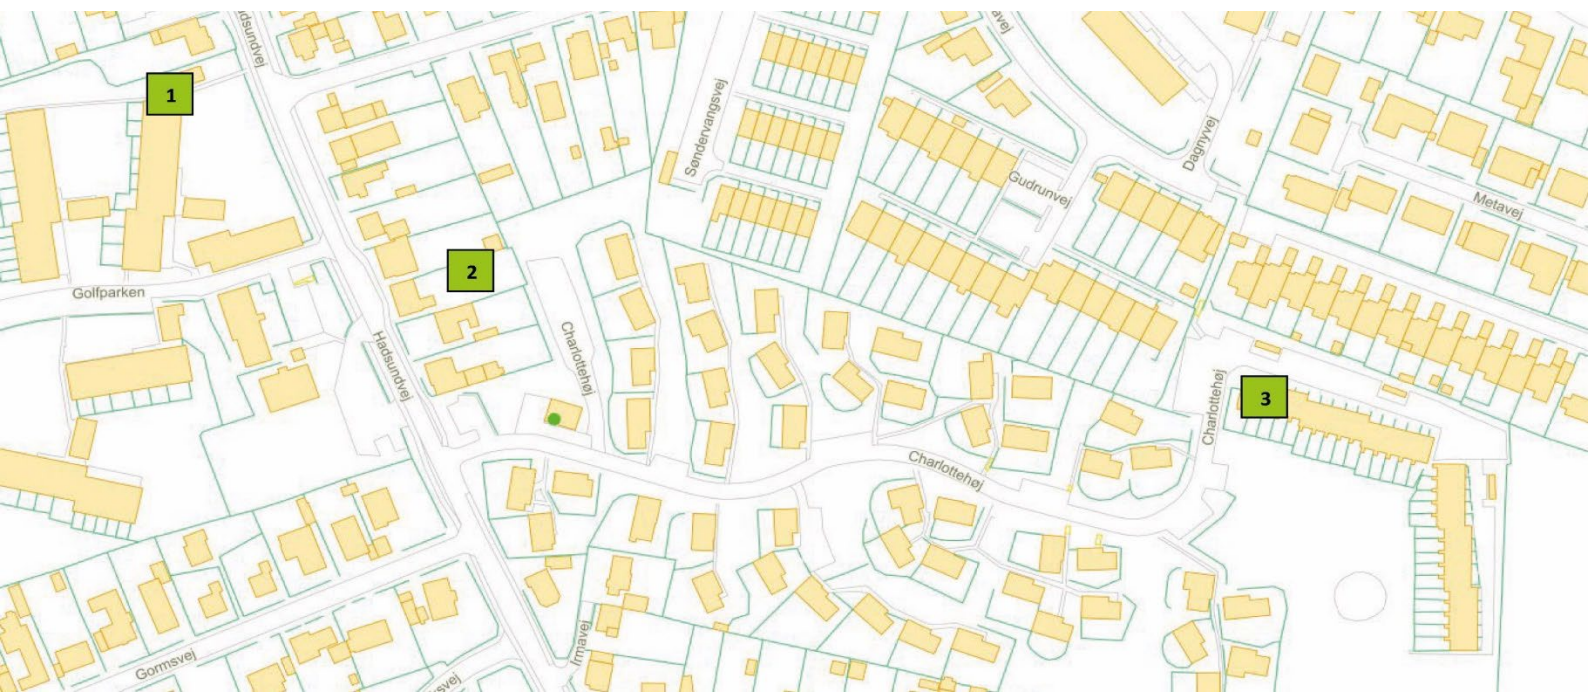 1
Søndervangsvej
Gudrunvej
Dagnyvej
Metavej
2
Golfparken
Hadsundvej
Charlottehøj
Charlottehøj
3
Charlottehøj
Gormsvej
Irmavej